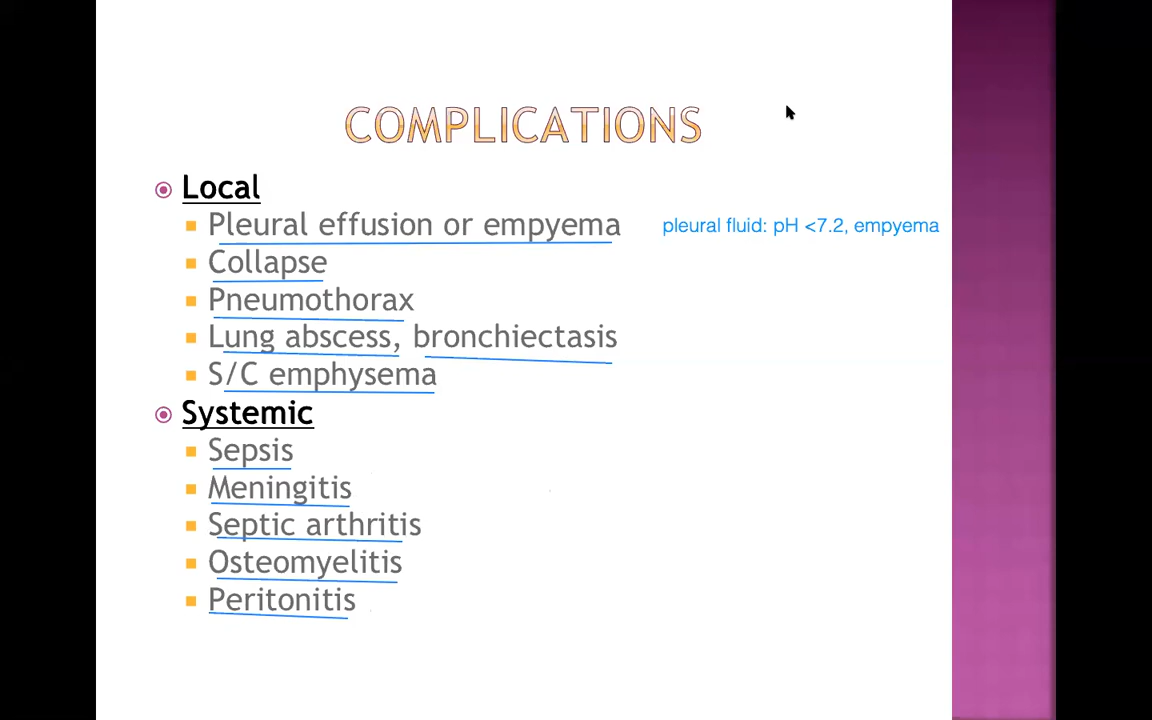 COMPLICATIONS
Local
Pleural effusion or empyema pleural fluid: pH <7.2, empyema
Collapse
Pneumothorax
Lung abscess, bronchiectasis
S/C emphysema
Systemic
Sepsis
Meningitis
Septic arthritis
Osteomyelitis
Peritonitis